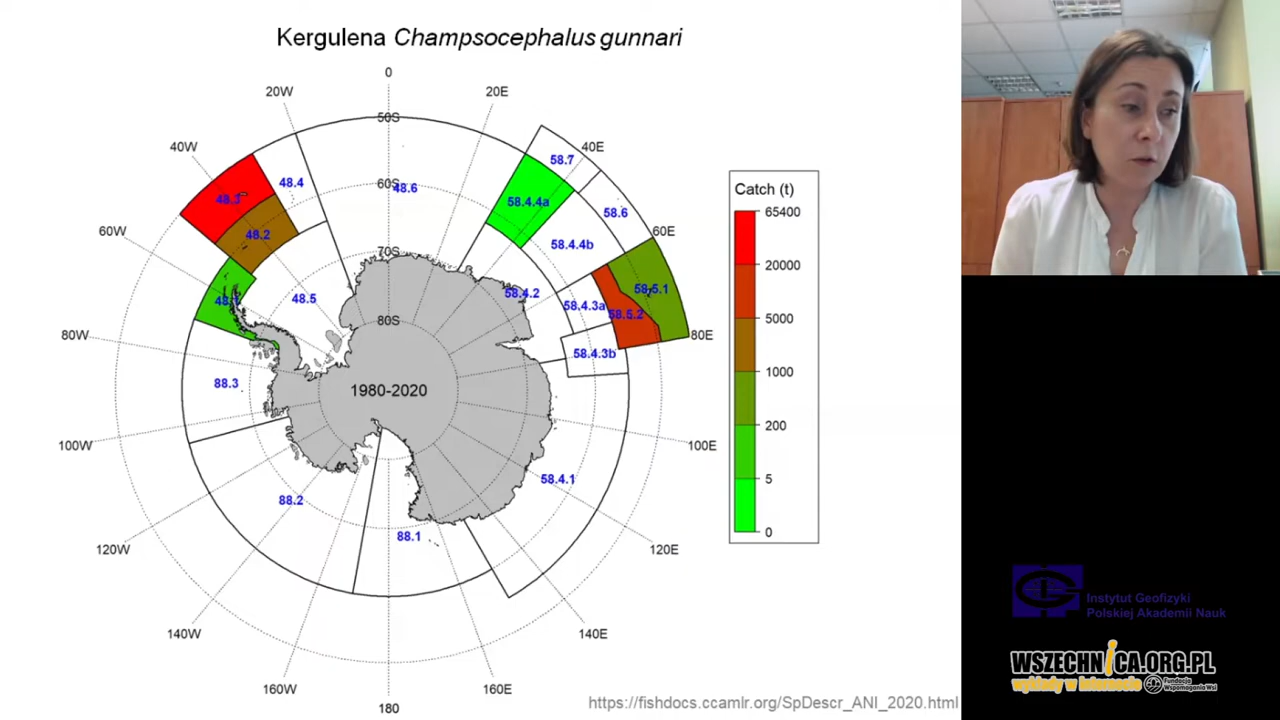 Kergulena Champsocephalus gunnari
0
20W
20E
50S
40W
40E
58.7
48.4
60S
48.6
48.3
58.4.4a
58.6
60W
48.2
60E
58.4.4b
70S
48.5
58.4.2
58.5.1
58.4.3a
58.5.2
80S
80W
80E
58.4.3b
88.3
1980-2020
100W
100E
58.4.1
88.2
88.1
120W
120E
140W
140E
160W
160E
180
Catch (t)
65400
20000
5000
1000
200
5
0
https://fishdocs.ccamlr.org/SpDescr_ANI_2020.html
Instytut Geofizyki
Polskiej Akademii Nauk
WSZECHNICA.ORG.PL
wykłady w internecie
Fundacja
Wspomagania Wsi